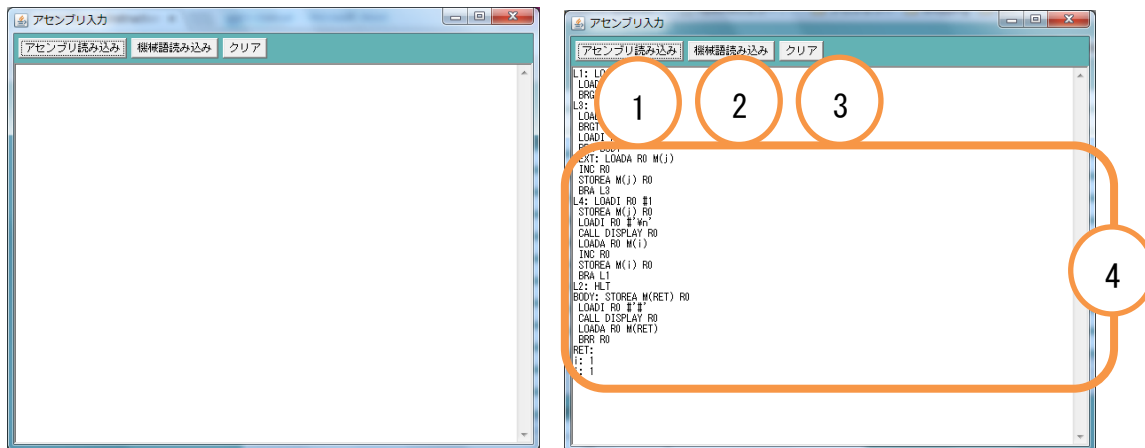 アセンブリ入力
アセンブリ読み込み 機械語読み込み クリア
アセンブリ入力
アセンブリ読み込み 機械語読み込み クリア
L1:
1 2 3
L3:
LOADI
EXT: LOADA R0 M(j)
INC R0
STOREA M(j) R0
BRA L3
L4: LOADI R0 #1
STOREA M(j) R0
LOADI R0 #'¥n'
CALL DISPLAY R0
LOADA R0 M(i)
INC R0
STOREA M(i) R0
BRA L1
L2: HLT
BODY: STOREA M(RET) R0
LOADI R0 #'#'
CALL DISPLAY R0
LOADA R0 M(RET)
BRR R0
RET:
i: 1
: 1
4